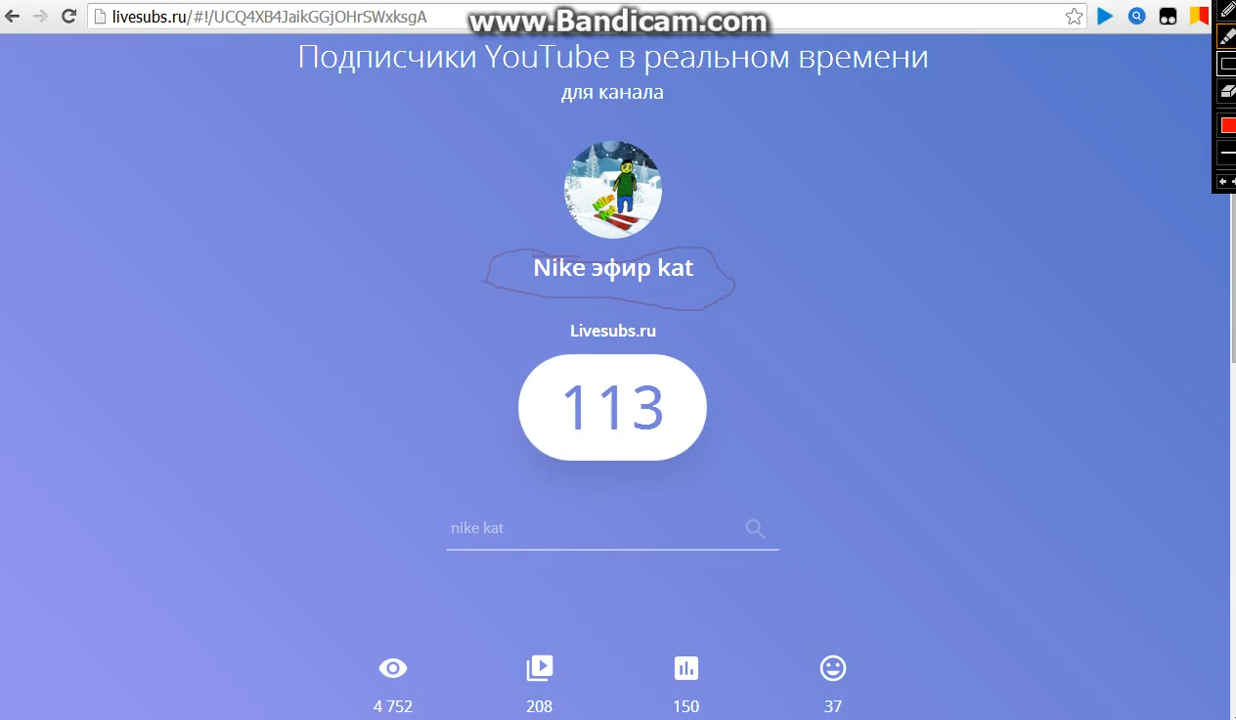 livesubs.ru/#!/UCQ4XB4JaikGGjOHrSWxksgA
www.Bandicam.com
Подписчики YouTube в реальном времени
для канала
Nike эфир kat
Livesubs.ru
113
nike kat
4 752 208 150 37